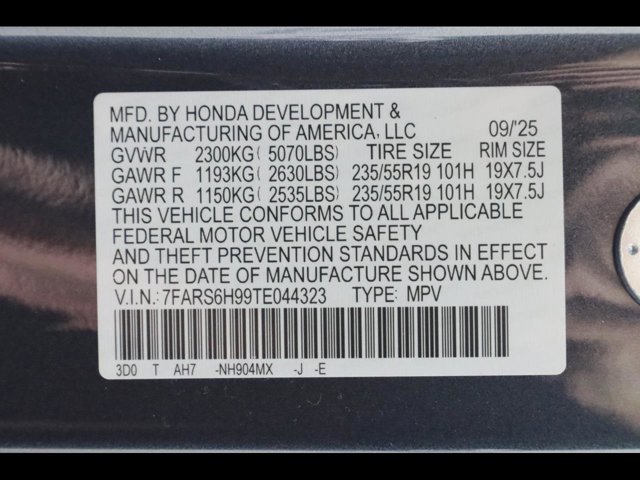 MFD. BY HONDA DEVELOPMENT &
MANUFACTURING OF AMERICA, LLC 09/'25
GVWR 2300KG( 5070LBS) TIRE SIZE RIM SIZE
GAWR F 1193KG( 2630LBS) 235/55R19 101H 19X7.5J
GAWR R 1150KG( 2535LBS) 235/55R19 101H 19X7.5J
THIS VEHICLE CONFORMS TO ALL APPLICABLE
FEDERAL MOTOR VEHICLE SAFETY
AND THEFT PREVENTION STANDARDS IN EFFECT
ON THE DATE OF MANUFACTURE SHOWN ABOVE.
V.I.N.: 7FARS6H99TE044323 TYPE: MPV
3D0 T AH7 -NH904MX -J -E